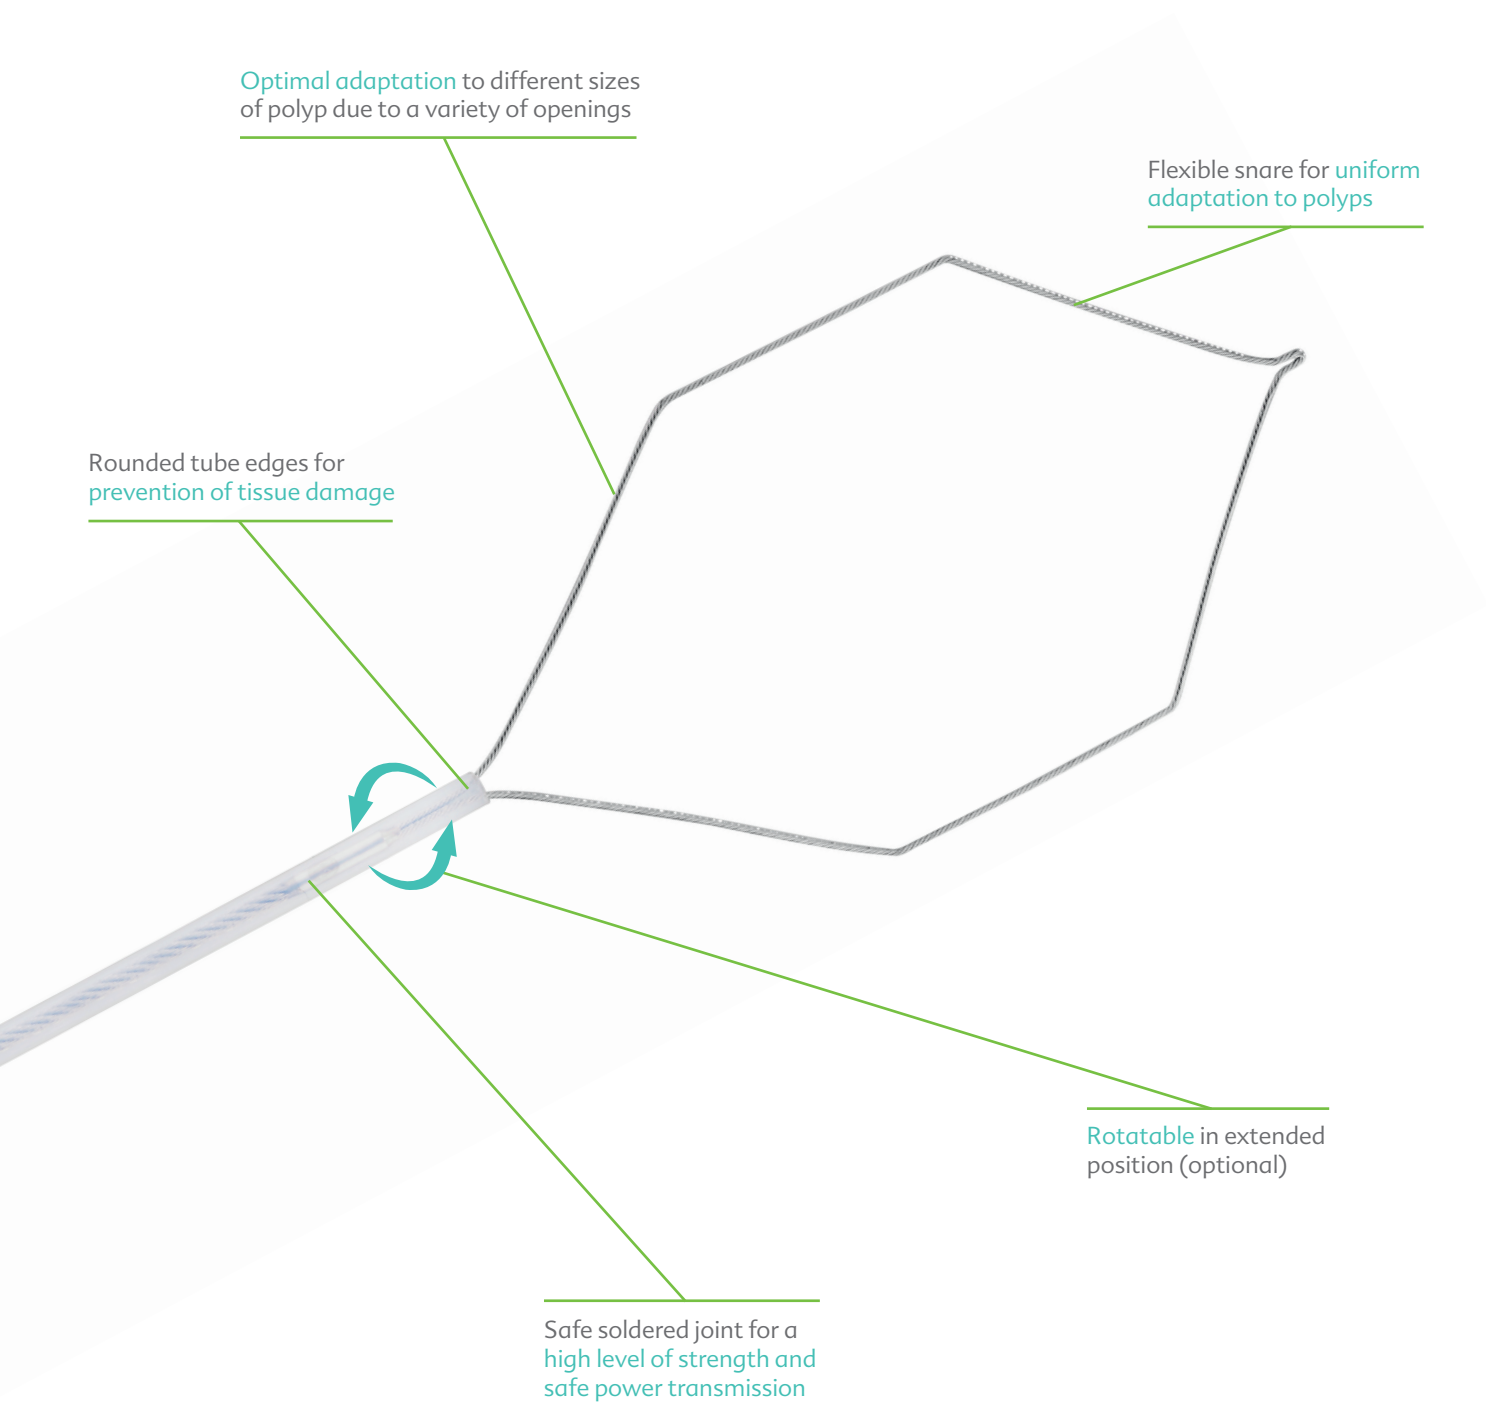 Optimal adaptation to different sizes
of polyp due to a variety of openings
Flexible snare for uniform
adaptation to polyps
Rounded tube edges for
prevention of tissue damage
Rotatable in extended
position (optional)
Safe soldered joint for a
high level of strength and
safe power transmission